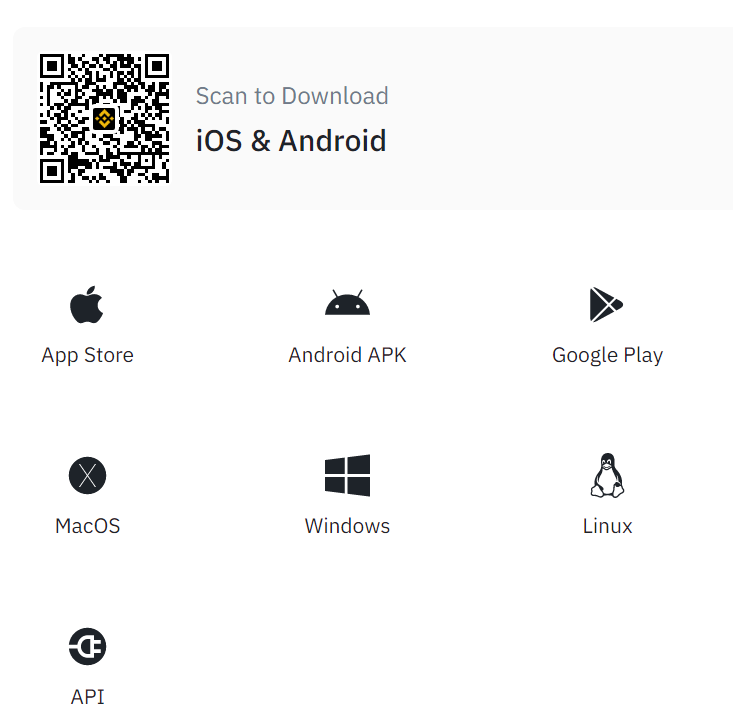 Scan to Download
iOS & Android
App Store
Android APK
Google Play
MacOS
Windows
Linux
API